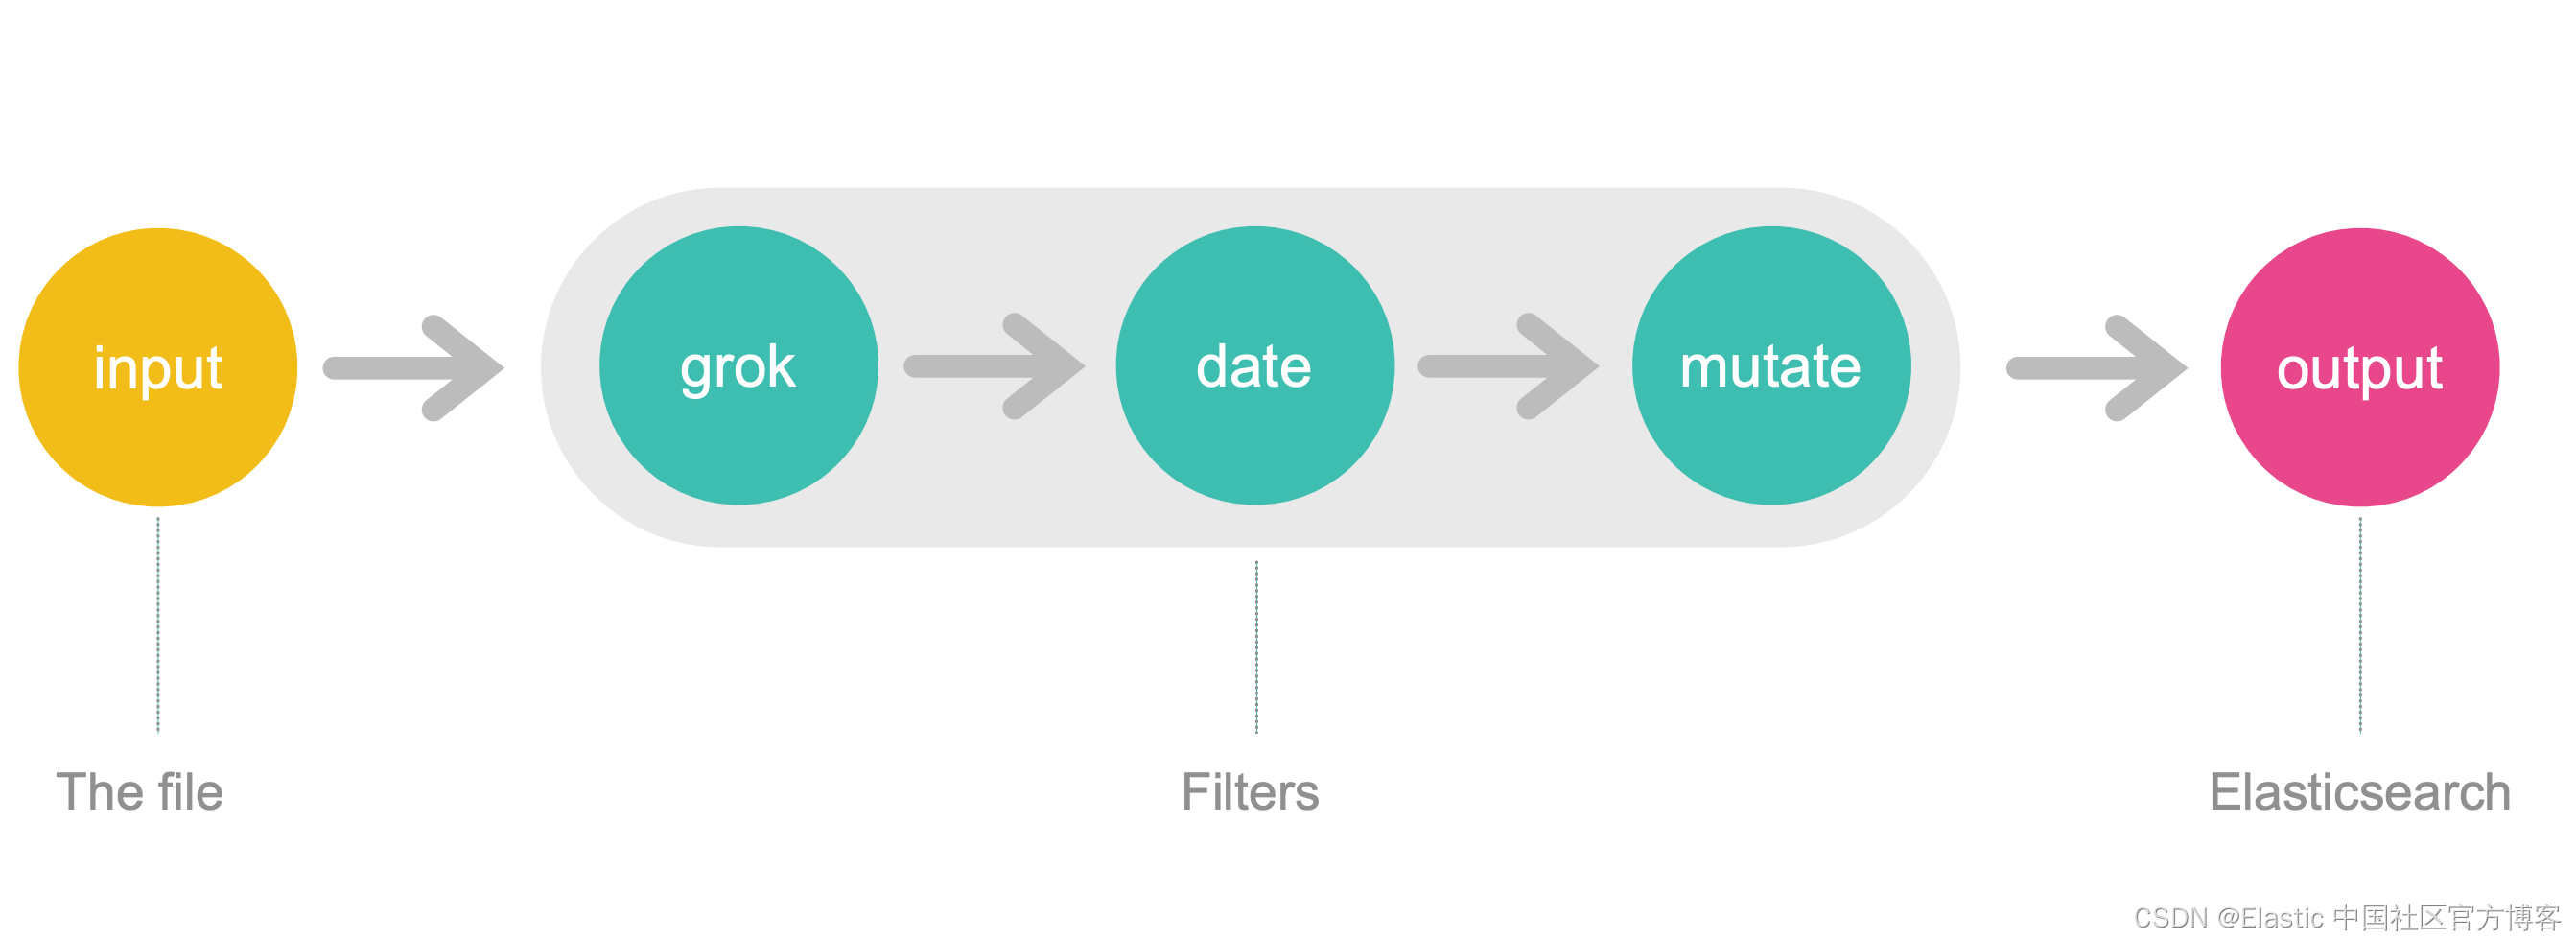 input
grok
date
mutate
output
The file
Filters
Elasticsearch
CSDN @Elastic 中国社区官方博客